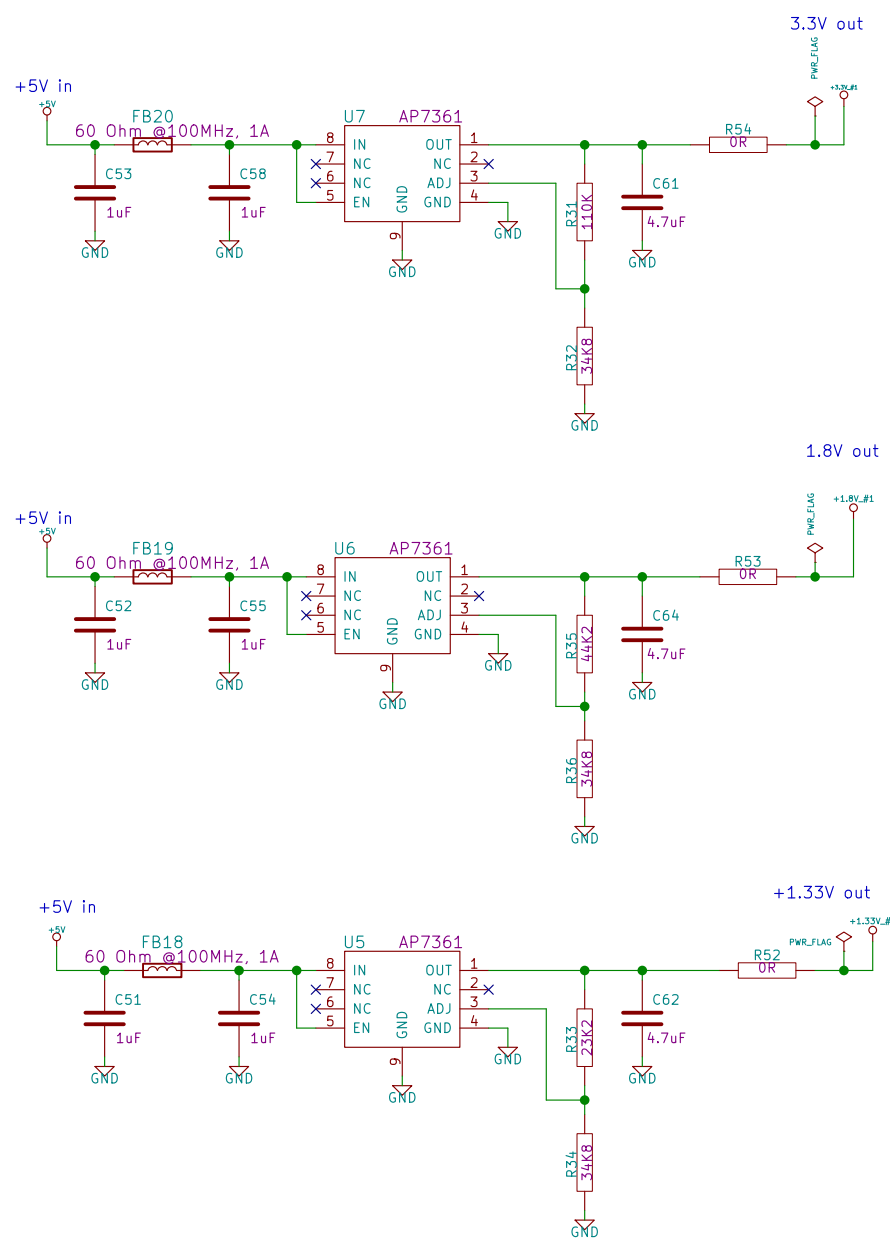 3.3V out
PWR_FLAG
+5V in
+5V
+3.3V_#1
FB20
60 Ohm @100MHz, 1A
U7
AP7361
R54
0R
8
IN
OUT
1
7
NC
NC
2
6
NC
ADJ
3
5
EN
GND
4
GND
9
C53
1uF
C58
1uF
R31
110K
C61
4.7uF
GND
GND
GND
GND
GND
R32
34K8
GND
1.8V out
PWR_FLAG
+1.8V_#1
+5V in
+5V
FB19
60 Ohm @100MHz, 1A
U6
AP7361
R53
0R
8
IN
OUT
1
7
NC
NC
2
6
NC
ADJ
3
5
EN
GND
4
GND
9
C52
1uF
C55
1uF
R35
44K2
C64
4.7uF
GND
GND
GND
GND
GND
R36
34K8
GND
+1.33V out
+5V in
+5V
PWR_FLAG
+1.33V_#
FB18
60 Ohm @100MHz, 1A
U5
AP7361
R52
0R
8
IN
OUT
1
7
NC
NC
2
6
NC
ADJ
3
5
EN
GND
4
GND
9
C51
1uF
C54
1uF
R33
23K2
C62
4.7uF
GND
GND
GND
GND
GND
R34
34K8
GND